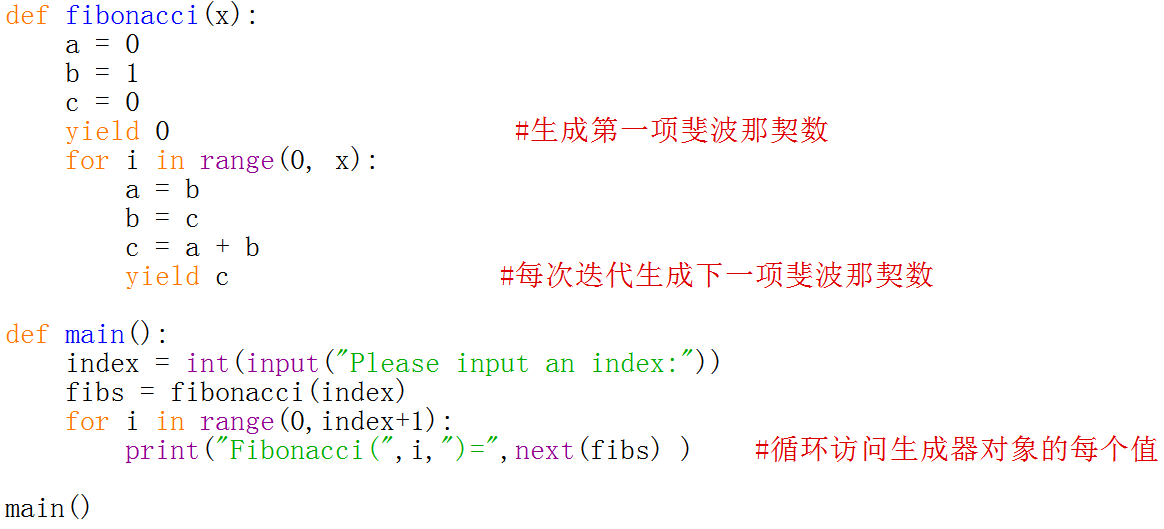 def fibonacci(x):
    a = 0
    b = 1
    c = 0
    yield 0                         #生成第一项斐波那契数
    for i in range(0, x):
        a = b
        b = c
        c = a + b
        yield c                  #每次迭代生成下一项斐波那契数
def main():
    index = int(input("Please input an index:"))
    fibs = fibonacci(index)
    for i in range(0,index+1):
        print("Fibonacci(",i,")=",next(fibs) )    #循环访问生成器对象的每个值
main()